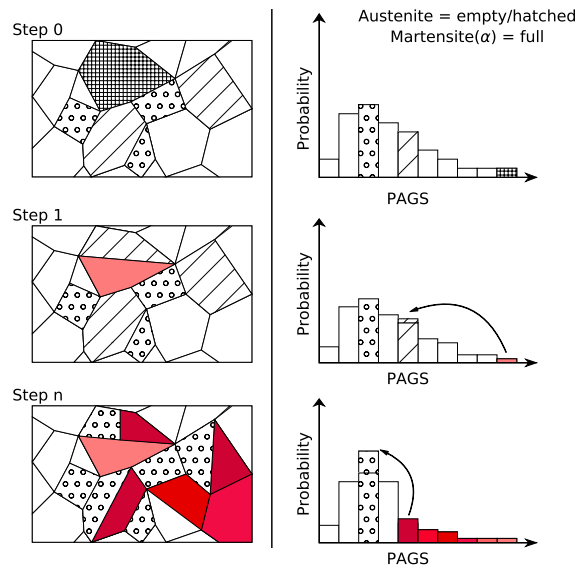 Step 0
Austenite = empty/hatched
Martensite(α) = full
Probability
PAGS
Step 1
Probability
PAGS
Step n
Probability
PAGS